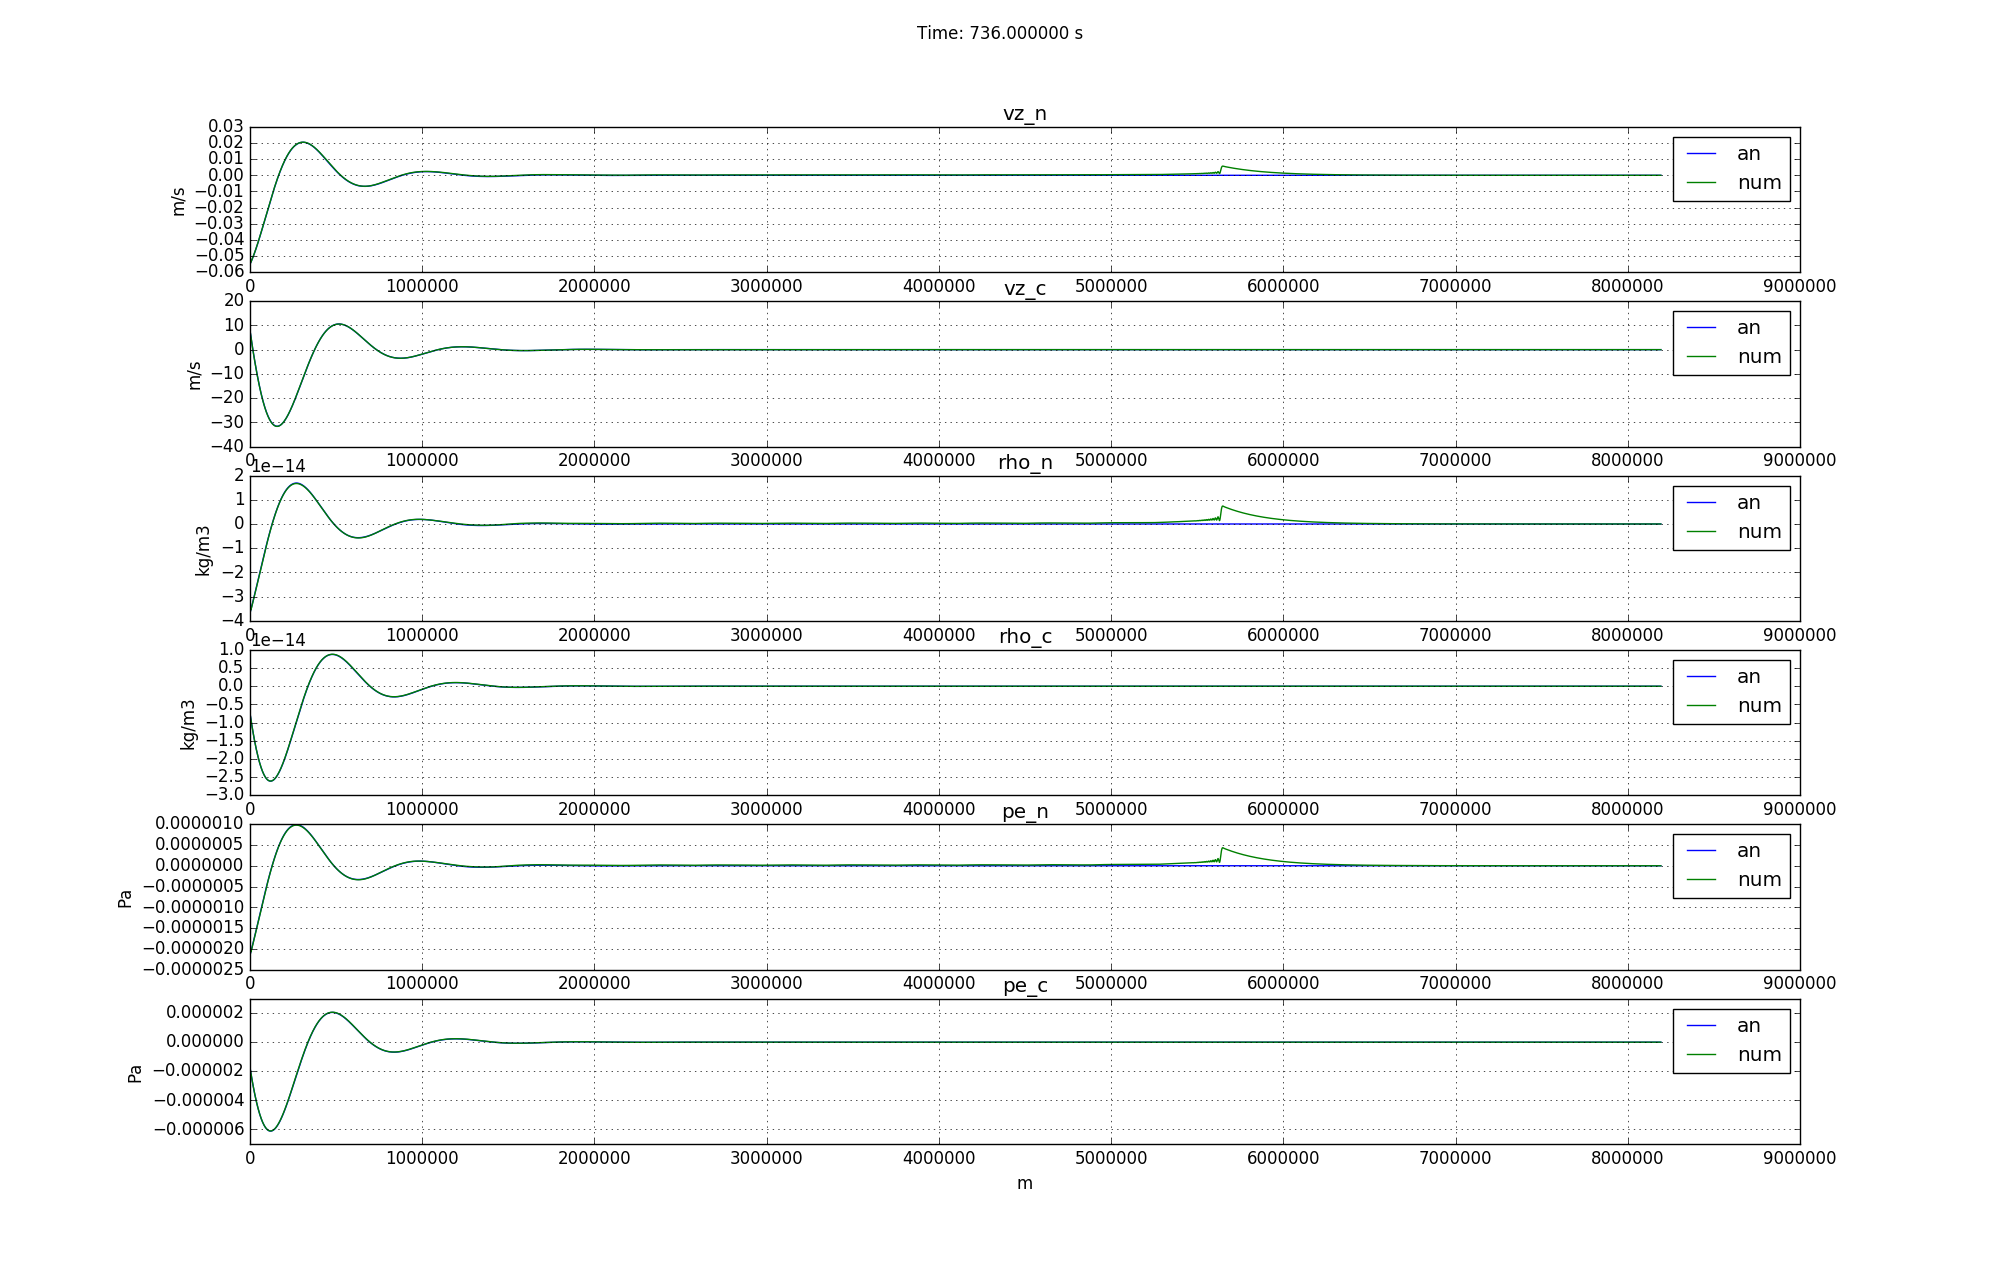 Time: 736.000000 s
vz_n
0.03
0.02
0.01
0.00
−0.01
−0.02
−0.03
−0.04
−0.05
−0.06
m/s
an
num
0 1000000 2000000 3000000 4000000 5000000 6000000 7000000 8000000 9000000
vz_c
20
10
0
−10
−20
−30
−40
m/s
an
num
0 1000000 2000000 3000000 4000000 5000000 6000000 7000000 8000000 9000000
1e−14
rho_n
2
1
0
−1
−2
−3
−4
kg/m3
an
num
0 1000000 2000000 3000000 4000000 5000000 6000000 7000000 8000000 9000000
1e−14
rho_c
1.0
0.5
0.0
−0.5
−1.0
−1.5
−2.0
−2.5
−3.0
kg/m3
an
num
0 1000000 2000000 3000000 4000000 5000000 6000000 7000000 8000000 9000000
pe_n
0.0000010
0.0000005
0.0000000
−0.0000005
−0.0000010
−0.0000015
−0.0000020
−0.0000025
Pa
an
num
0 1000000 2000000 3000000 4000000 5000000 6000000 7000000 8000000 9000000
pe_c
0.000002
0.000000
−0.000002
−0.000004
−0.000006
Pa
an
num
0 1000000 2000000 3000000 4000000 5000000 6000000 7000000 8000000 9000000
m